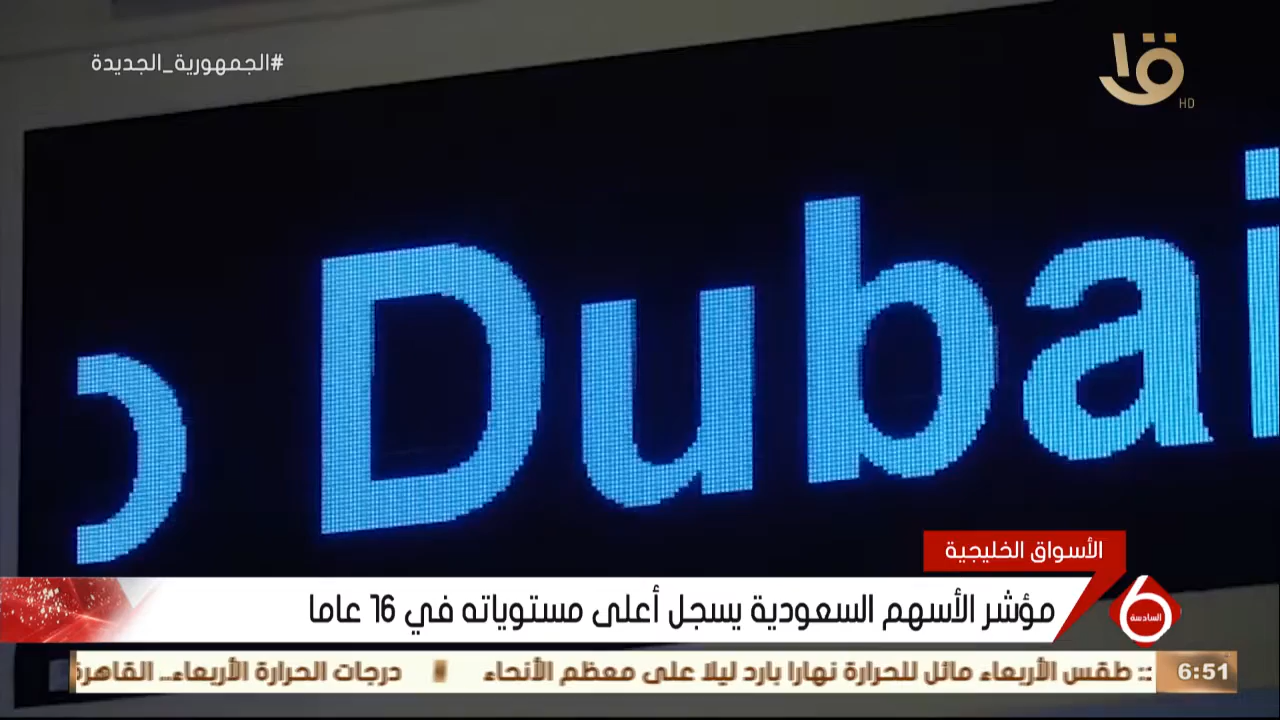 #الجمهورية_الجديدة
HD
Dubai
الأسواق الخليجية
مؤشر الأسهم السعودية يسجل أعلى مستوياته في 16 عاما
السادسة
6:51 :: طقس الأربعاء مائل للحرارة نهارا بارد ليلا على معظم الأنحاء درجات الحرارة الأربعاء.. القاهرة